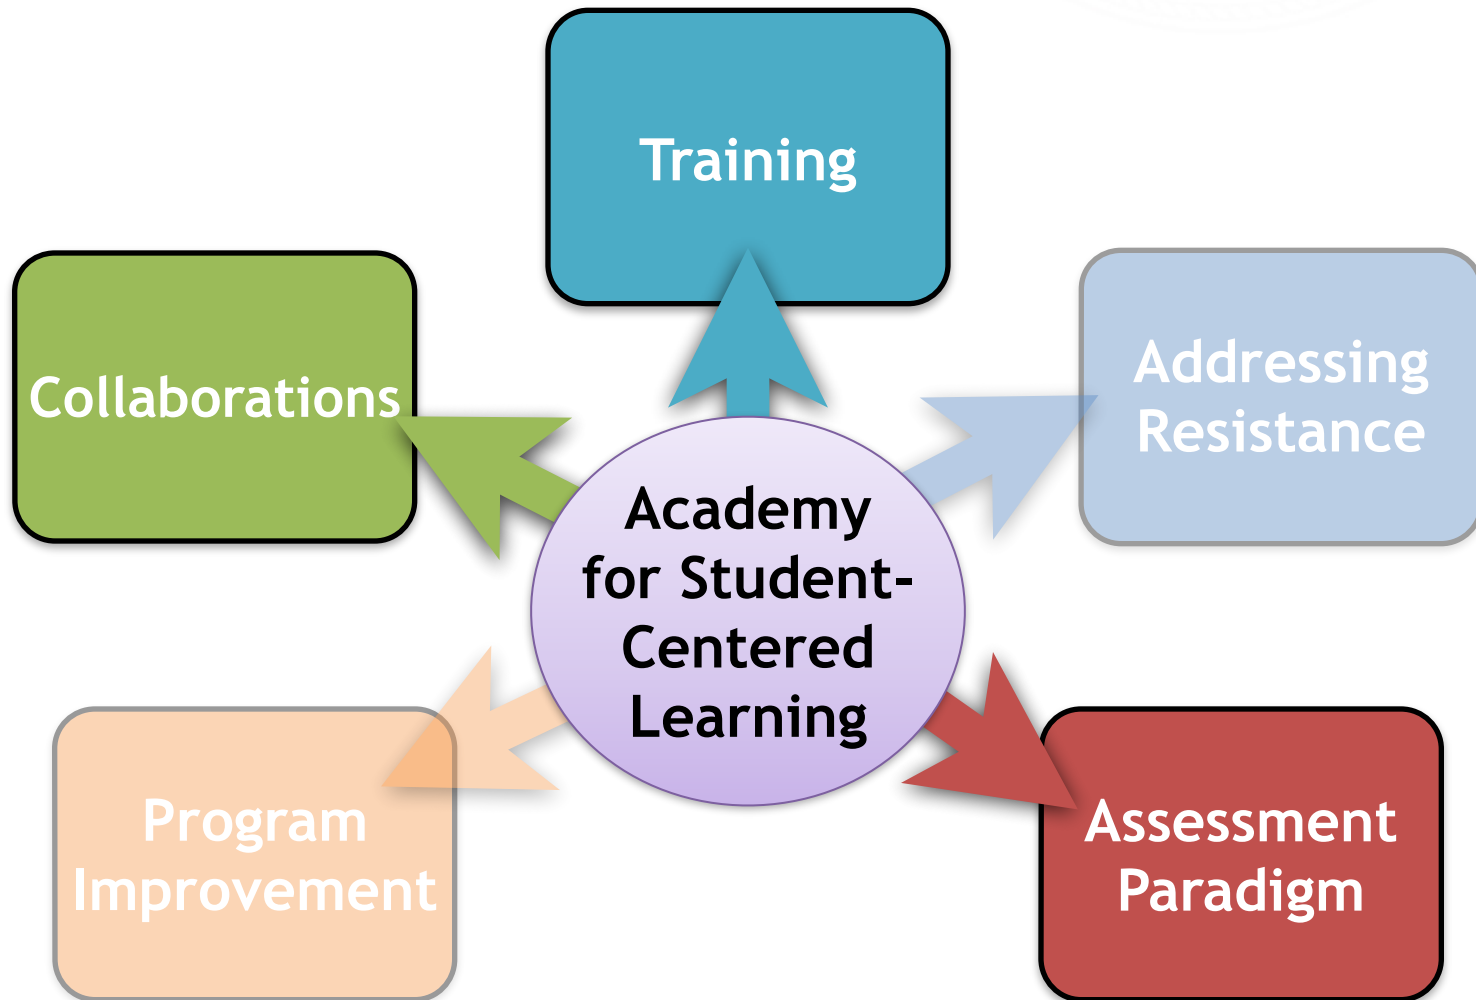 Training
Collaborations
Addressing
Resistance
Academy
for Student-
Centered
Learning
Program
Improvement
Assessment
Paradigm